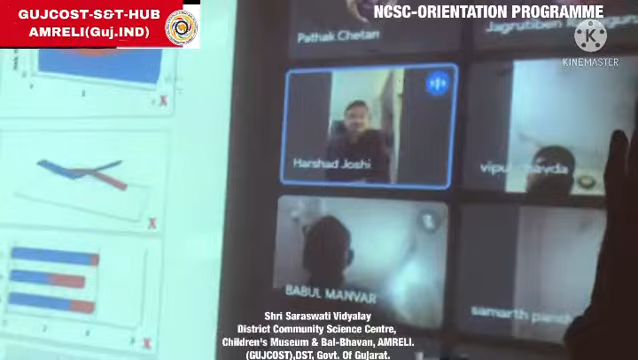 GUJCOST-S&T-HUB
AMRELI(Guj.IND)
NCSC-ORIENTATION PROGRAMME
KINEMASTER
Pathak Chetan
Harshad Joshi
BABUL MANVAR
samarth
Shri Saraswati Vidyalay
District Community Science Centre,
Children's Museum & Bal-Bhavan, AMRELI.
(GUJCOST),DST, Govt. Of Gujarat.